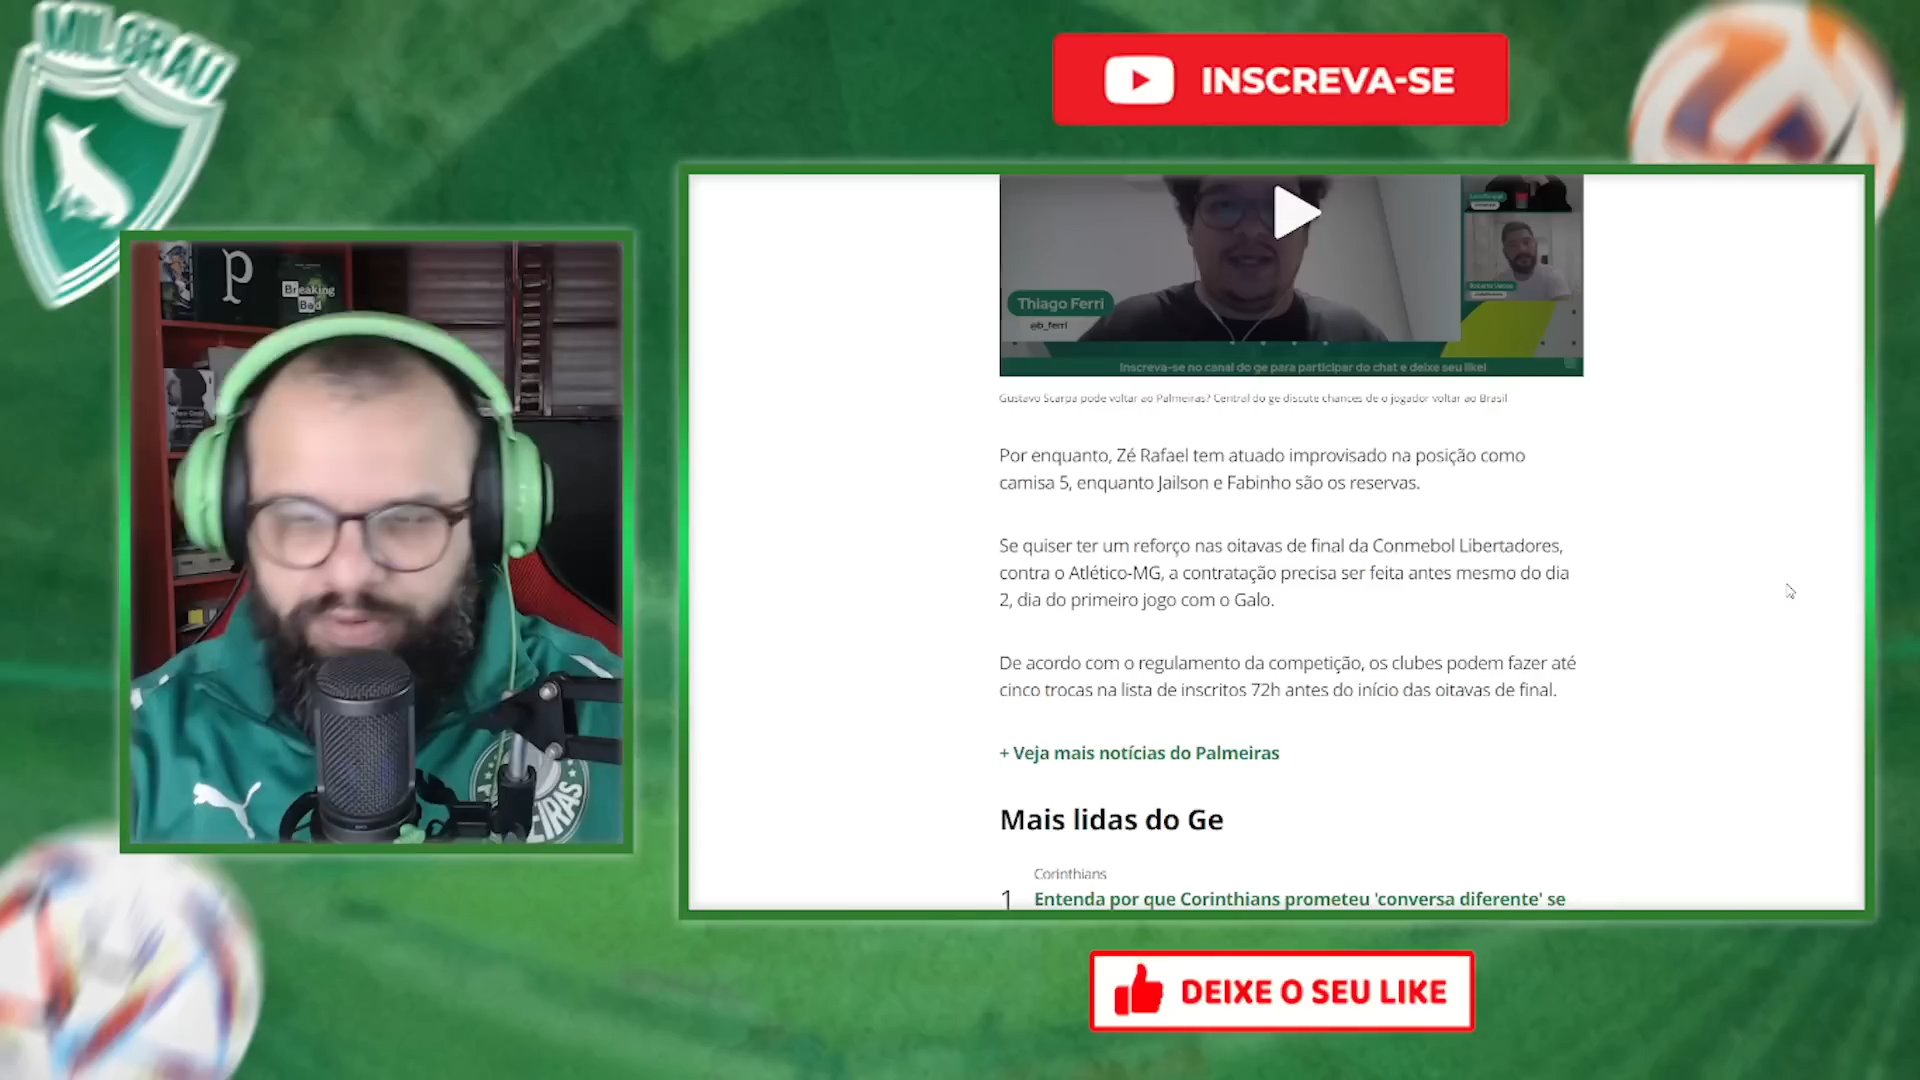 MIL GRAU
INSCREVA-SE
p
Breaking
Bad
Thiago Ferri
@b_ferri
Inscreva-se no canal do ge para participar do chat e deixe seu like!
Gustavo Scarpa pode voltar ao Palmeiras? Central do ge discute chances de o jogador voltar ao Brasil
Por enquanto, Zé Rafael tem atuado improvisado na posição como
camisa 5, enquanto Jailson e Fabinho são os reservas.
Se quiser ter um reforço nas oitavas de final da Conmebol Libertadores,
contra o Atlético-MG, a contratação precisa ser feita antes mesmo do dia
2, dia do primeiro jogo com o Galo.
De acordo com o regulamento da competição, os clubes podem fazer até
cinco trocas na lista de inscritos 72h antes do início das oitavas de final.
+ Veja mais notícias do Palmeiras
Mais lidas do Ge
Corinthians
1 Entenda por que Corinthians prometeu 'conversa diferente' se
EIRAS
DEIXE O SEU LIKE